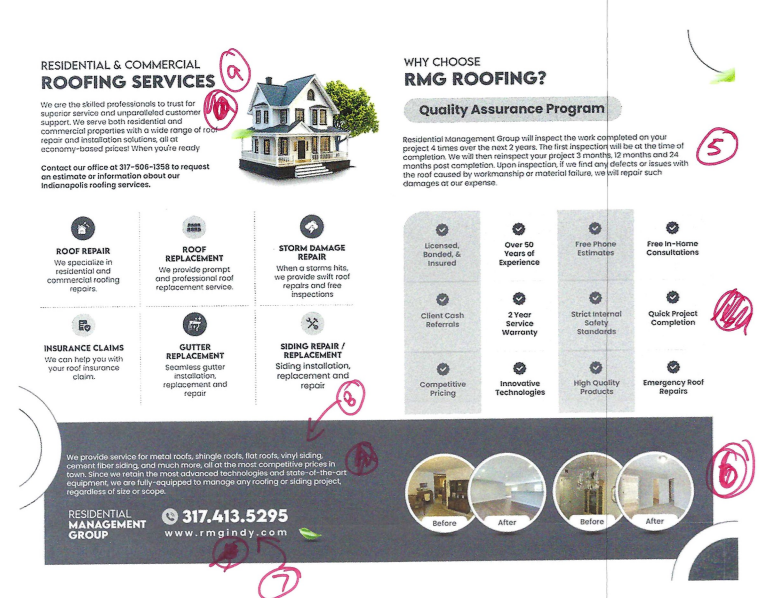 RESIDENTIAL & COMMERCIAL
ROOFING SERVICES
9
We are the skilled professionals to trust for
superior service and unparalleled customer
support. We serve both residential and
commercial properties with a wide range of roof
repair and installation solutions, all at
economy-based prices! When you're ready
Contact our office at 317-506-1358 to request
an estimate or information about our
Indianapolis roofing services.
ROOF REPAIR
We specialize in
residential and
commercial roofing
repairs.
ROOF
REPLACEMENT
We provide prompt
and professional roof
replacement service.
STORM DAMAGE
REPAIR
When a storms hits,
we provide swift roof
repairs and free
inspections
INSURANCE CLAIMS
We can help you with
your roof insurance
claim.
GUTTER
REPLACEMENT
Seamless gutter
installation,
replacement and
repair
SIDING REPAIR /
REPLACEMENT
Siding installation,
replacement and
repair
WHY CHOOSE
RMG ROOFING?
Quality Assurance Program
Residential Management Group will inspect the work completed on your
project 4 times over the next 2 years. The first inspection will be at the time of
completion. We will then reinspect your project 3 months, 12 months and 24
months post completion. Upon inspection, if we find any defects or issues with
the roof caused by workmanship or material failure, we will repair such
damages at our expense.
5
Licensed,
Bonded, &
Insured
Over 50
Years of
Experience
Free Phone
Estimates
Free In-Home
Consultations
Client Cash
Referrals
2 Year
Service
Warranty
Strict Internal
Safety
Standards
Quick Project
Completion
Competitive
Pricing
Innovative
Technologies
High Quality
Products
Emergency Roof
Repairs
8
We provide service for metal roofs, shingle roofs, flat roofs, vinyl siding,
cement fiber siding, and much more, all at the most competitive prices in
town. Since we retain the most advanced technologies and state-of-the-art
equipment, we are fully-equipped to manage any roofing or siding project,
regardless of size or scope.
RESIDENTIAL
MANAGEMENT
GROUP
317.413.5295
www.rmgindy.com
7
Before
After
Before
After
6